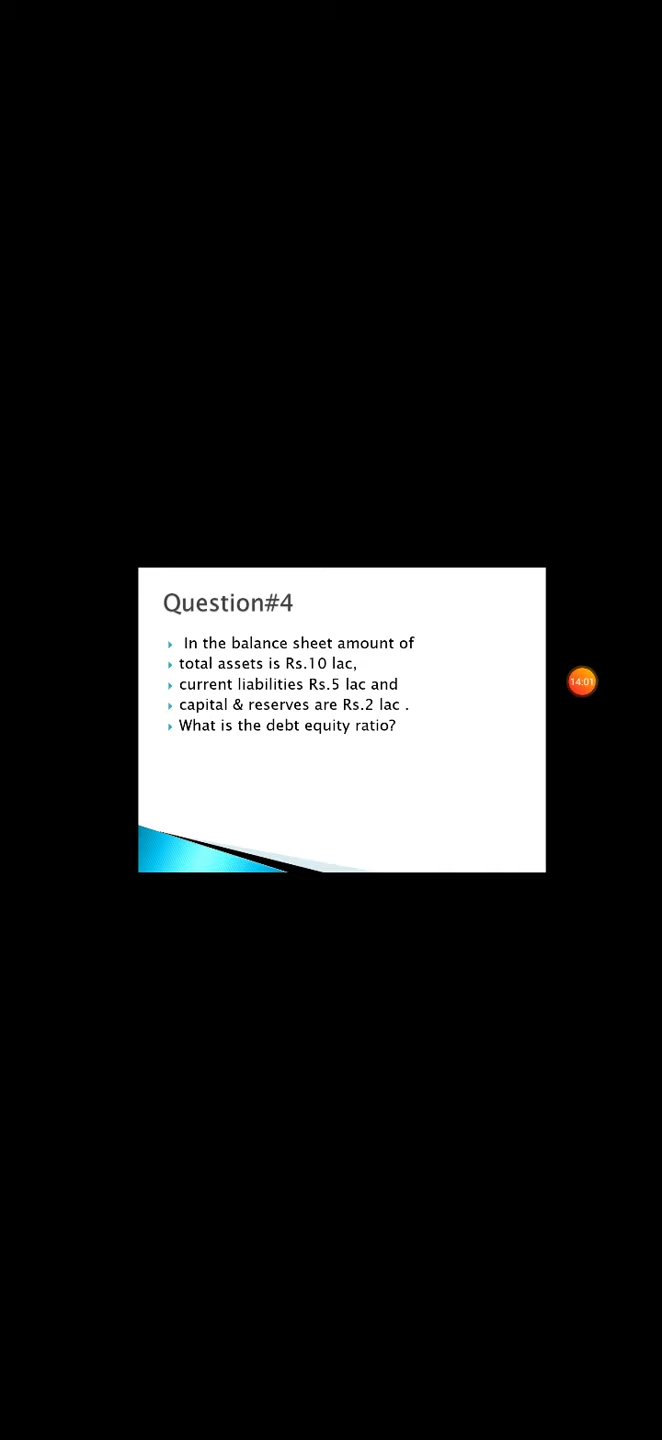 Question#4
In the balance sheet amount of
total assets is Rs.10 lac,
current liabilities Rs.5 lac and
capital & reserves are Rs.2 lac .
What is the debt equity ratio?
14:01